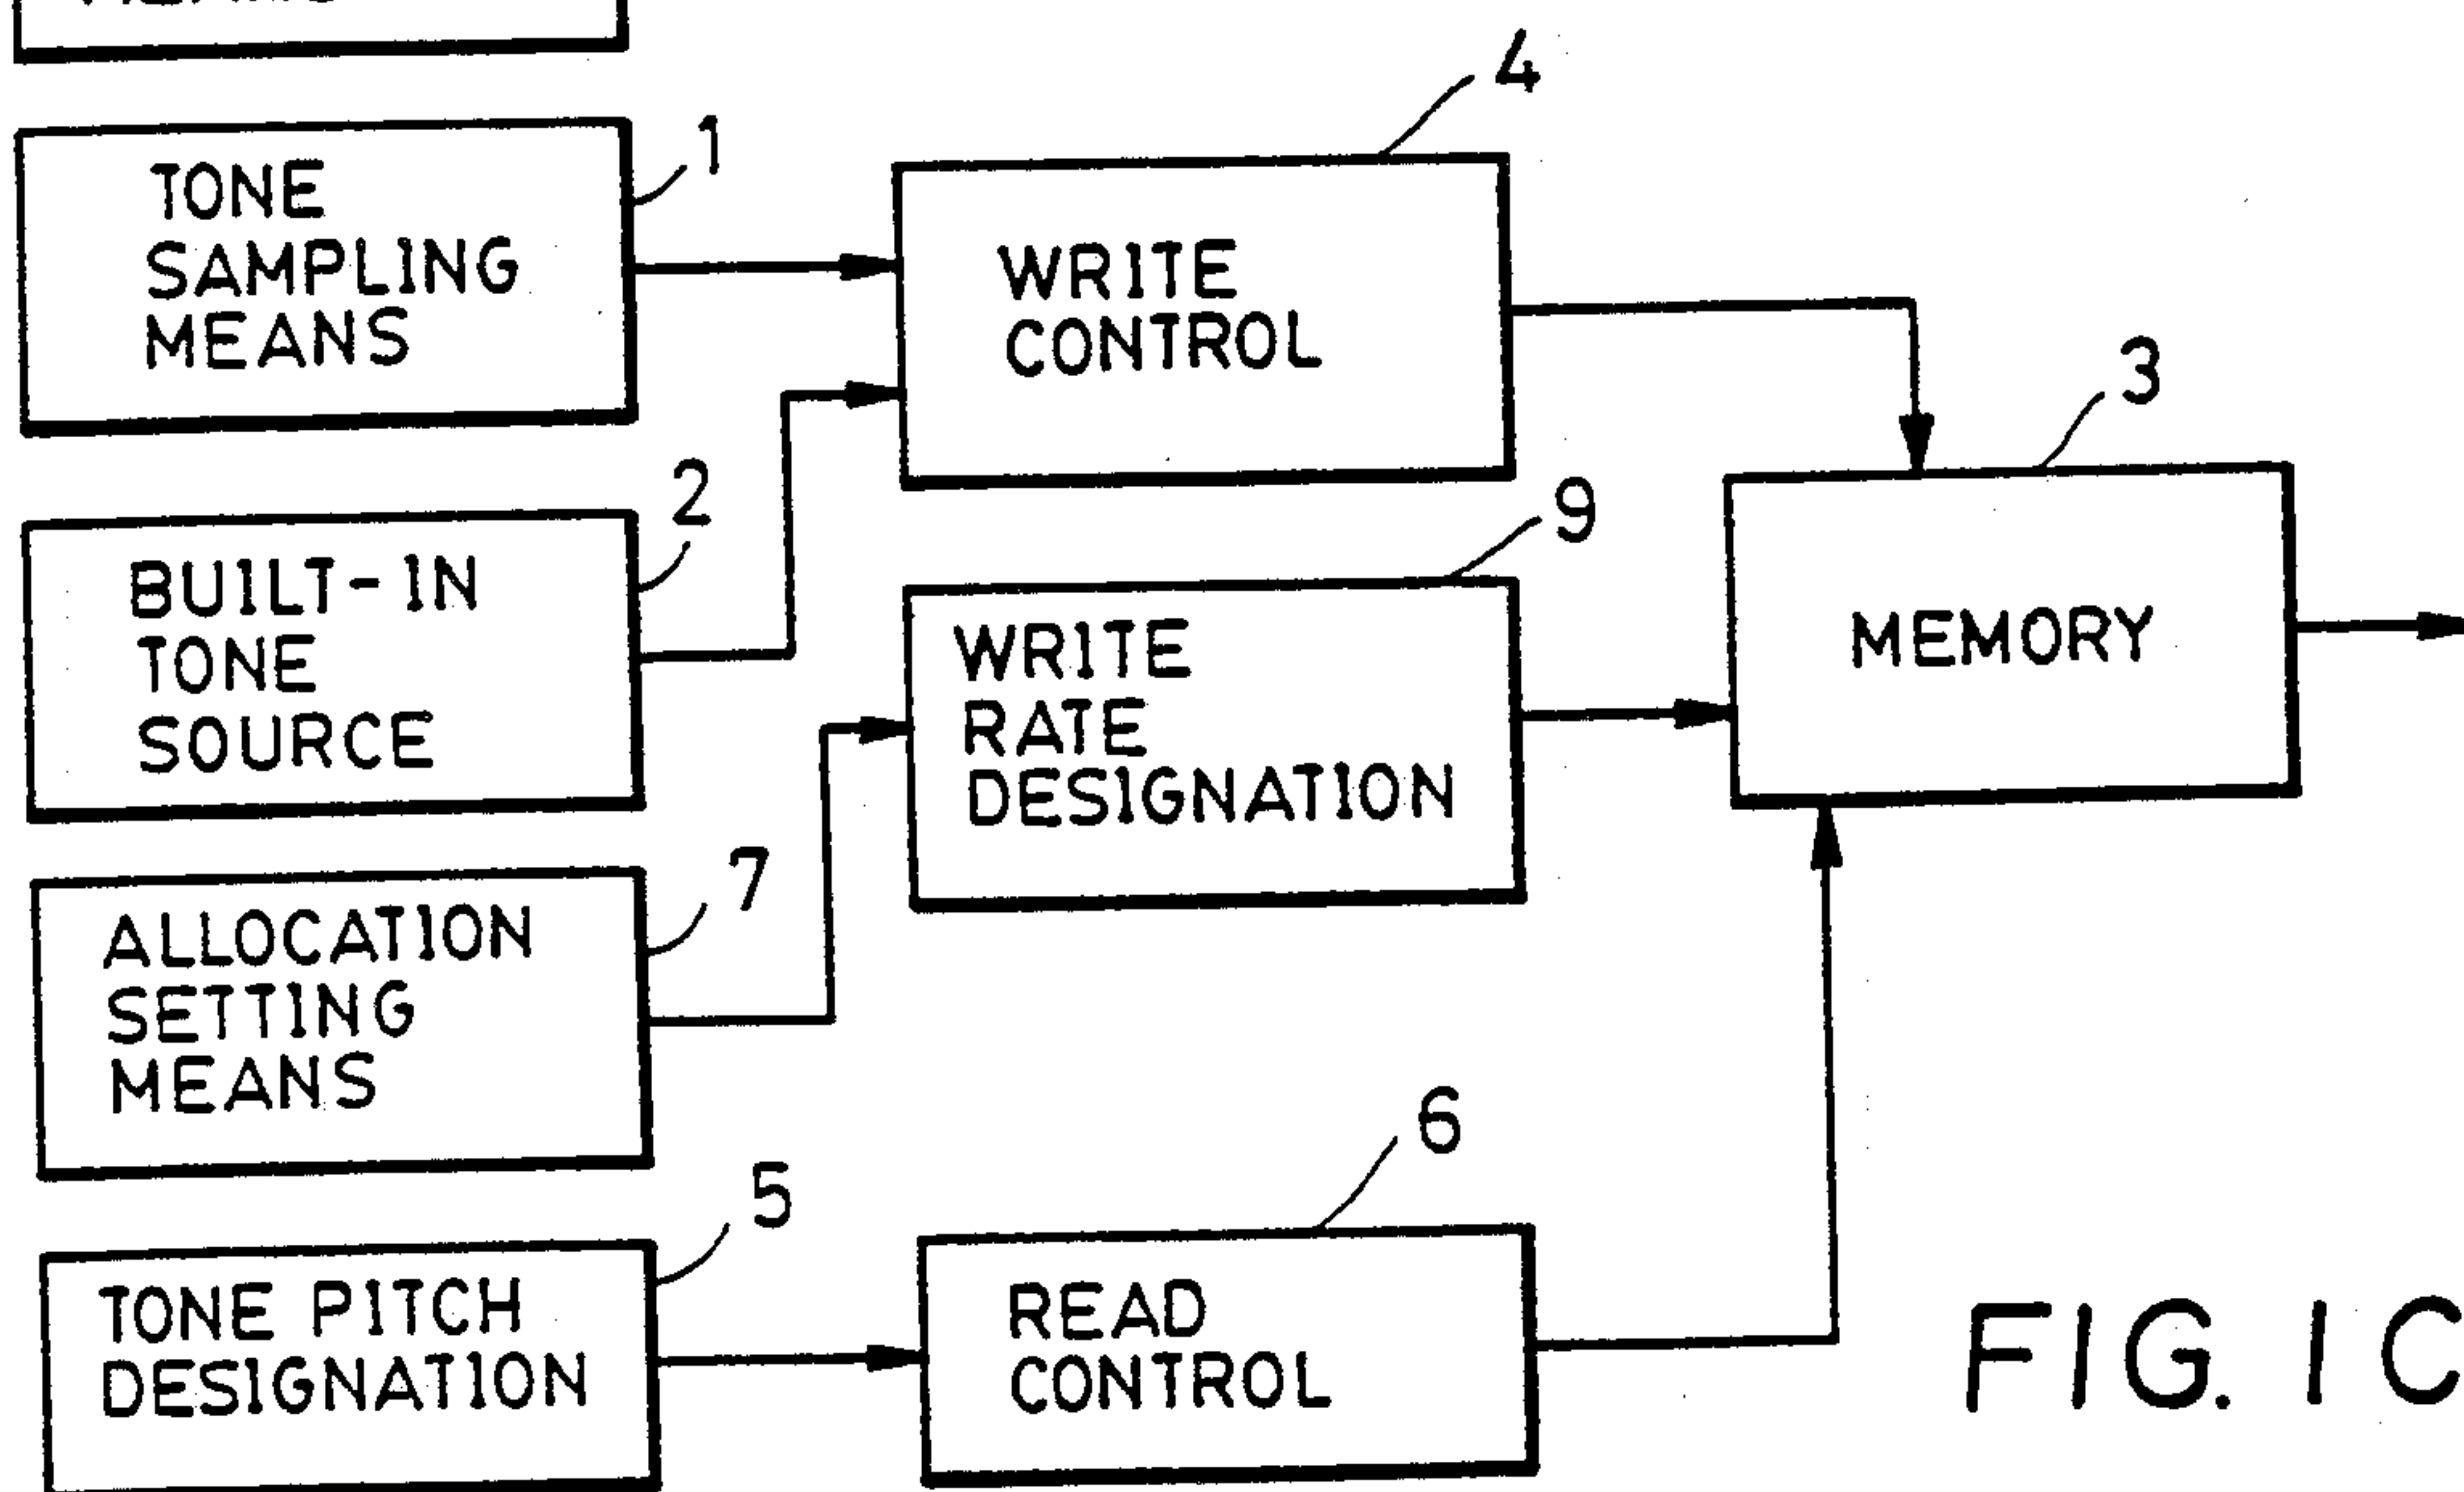 1
TONE
SAMPLING
MEANS
4
WRITE
CONTROL
2
BUILT-IN
TONE
SOURCE
9
WRITE
RATE
DESIGNATION
3
MEMORY
7
ALLOCATION
SETTING
MEANS
5
TONE PITCH
DESIGNATION
6
READ
CONTROL
FIG. 1C